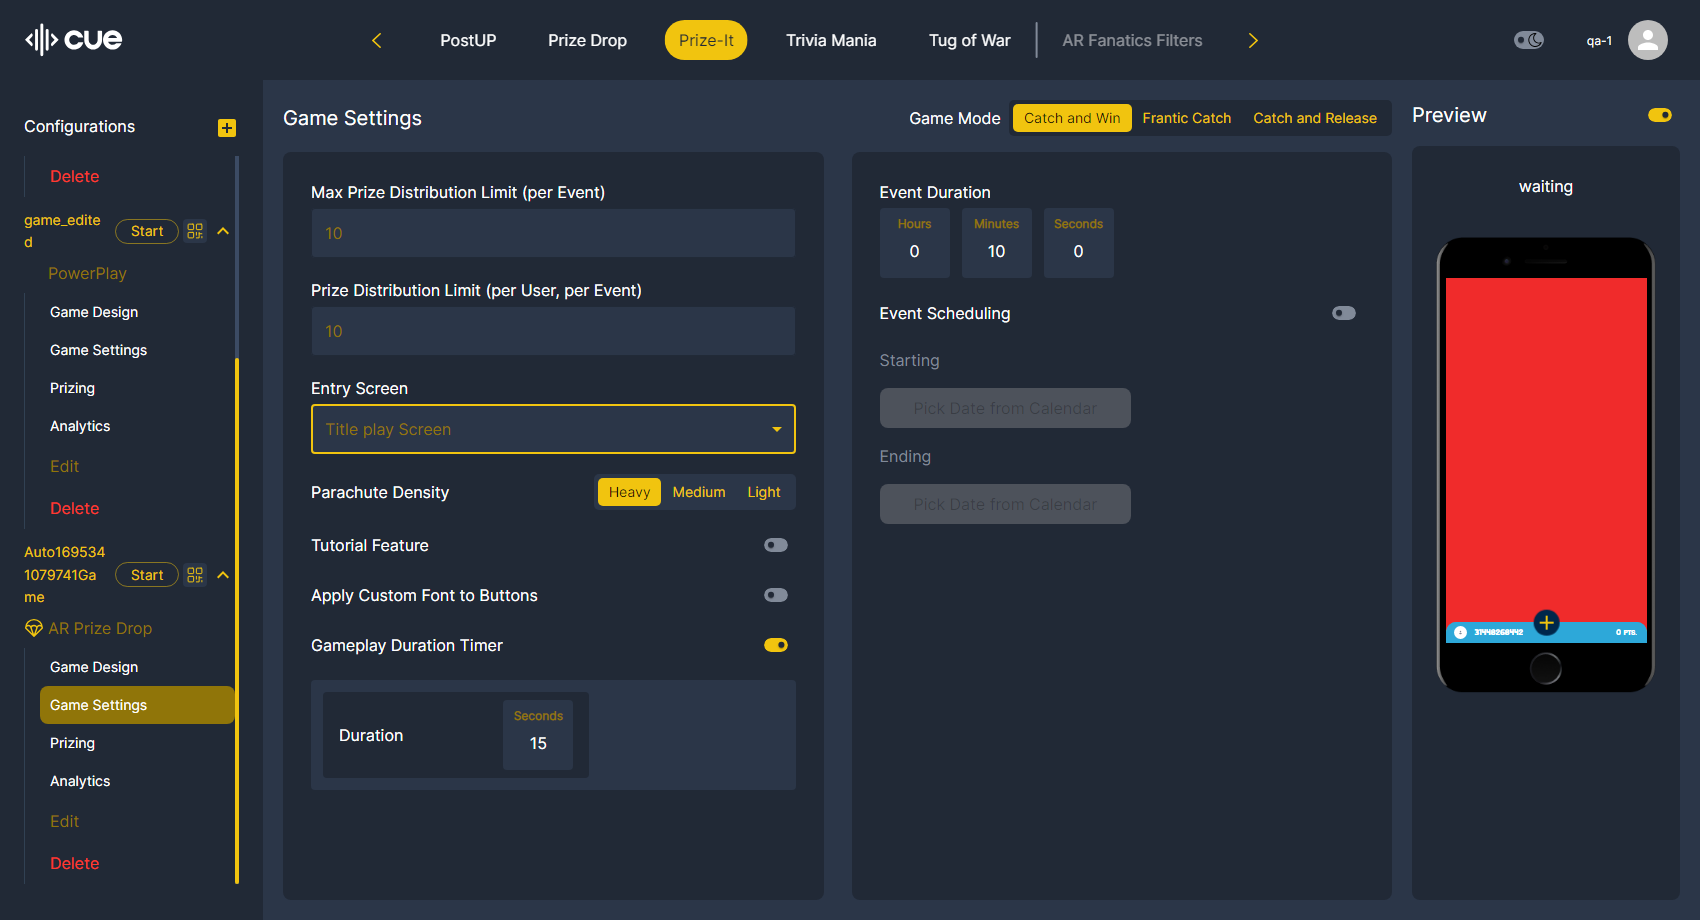 cue
PostUP
Prize Drop
Prize-It
Trivia Mania
Tug of War
AR Fanatics Filters
qa-1
Configurations
Delete
game_edite
d
Start
PowerPlay
Game Design
Game Settings
Prizing
Analytics
Edit
Delete
Auto169534
1079741Ga
me
Start
AR Prize Drop
Game Design
Game Settings
Prizing
Analytics
Edit
Delete
Game Settings
Game Mode
Catch and Win
Frantic Catch
Catch and Release
Max Prize Distribution Limit (per Event)
10
Prize Distribution Limit (per User, per Event)
10
Entry Screen
Title play Screen
Parachute Density
Heavy
Medium
Light
Tutorial Feature
Apply Custom Font to Buttons
Gameplay Duration Timer
Duration
Seconds
15
Event Duration
Hours
Minutes
Seconds
0
10
0
Event Scheduling
Starting
Pick Date from Calendar
Ending
Pick Date from Calendar
Preview
waiting
0 PTS.